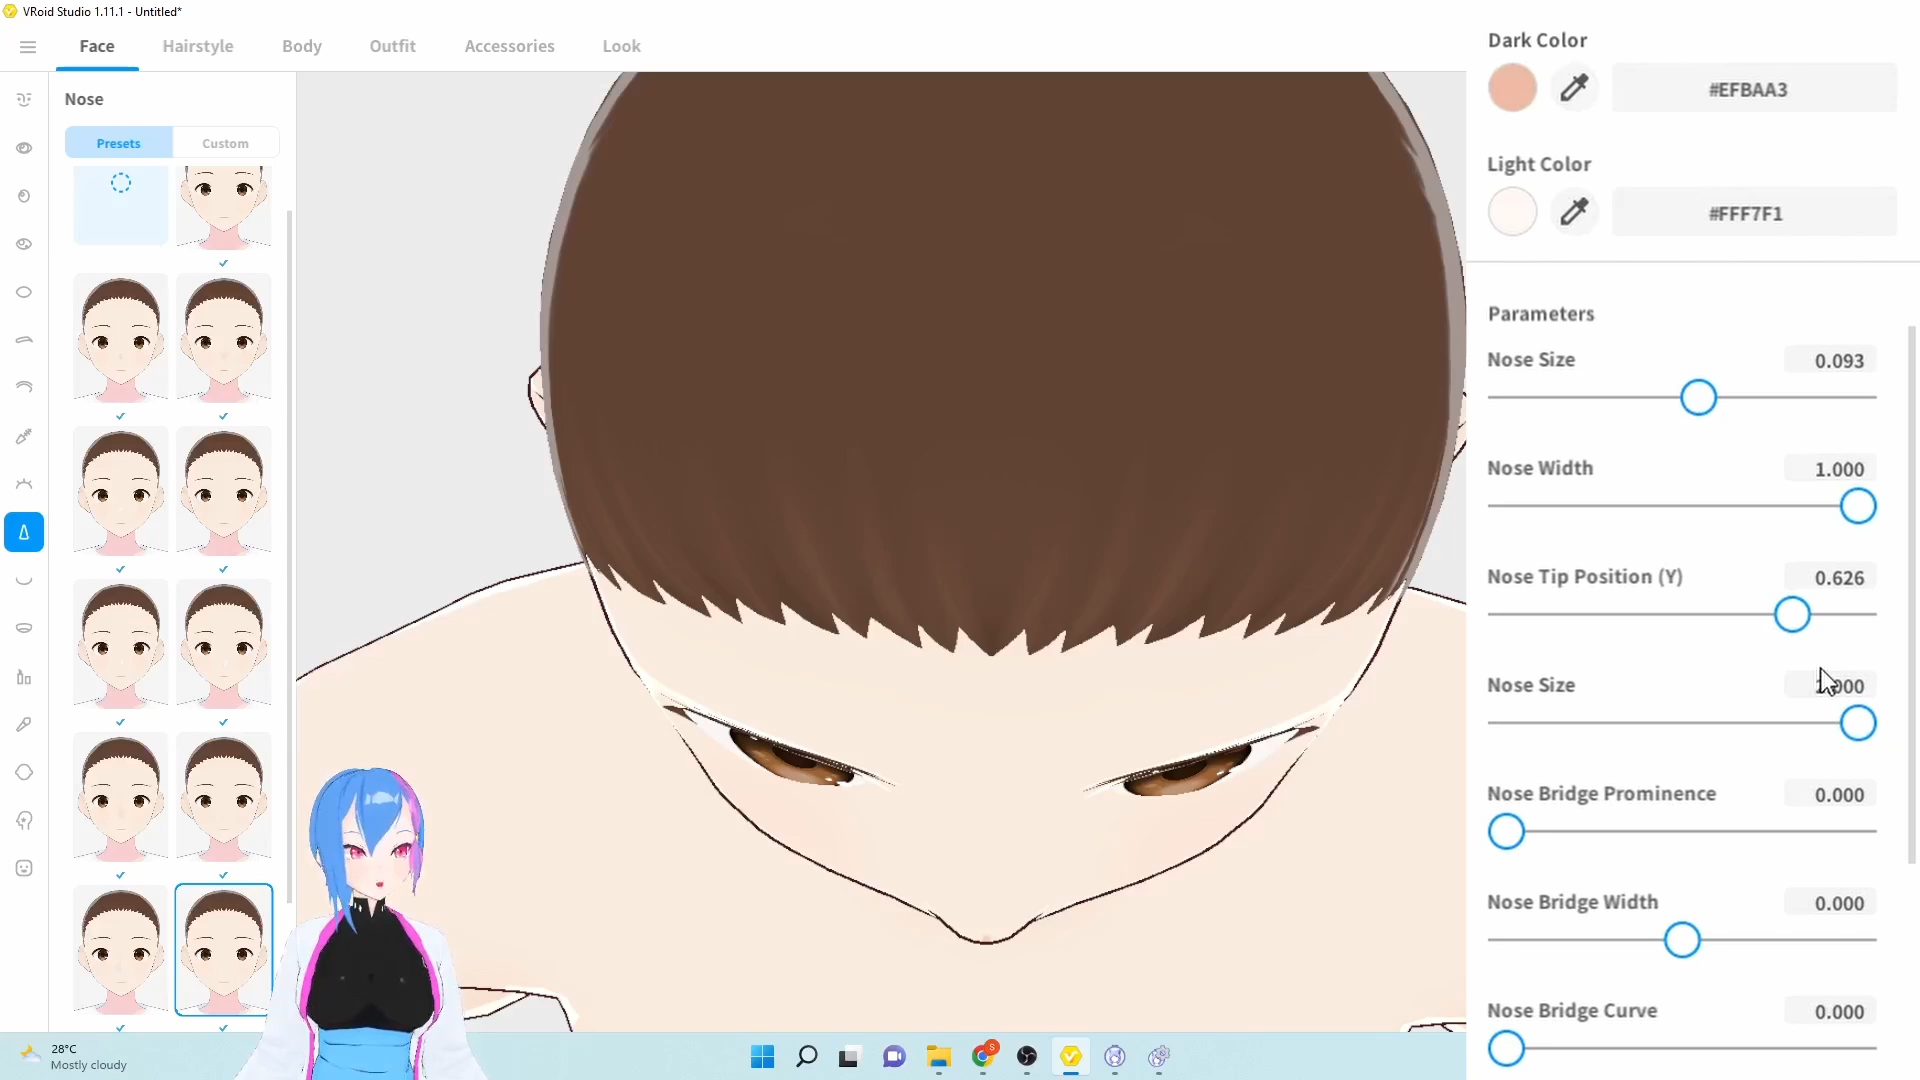 VRoid Studio 1.11.1 - Untitled*
Face Hairstyle Body Outfit Accessories Look
Nose
Presets Custom
Dark Color
#EFBAA3
Light Color
#FFF7F1
Parameters
Nose Size 0.093
Nose Width 1.000
Nose Tip Position (Y) 0.626
Nose Size
Nose Bridge Prominence 0.000
Nose Bridge Width 0.000
Nose Bridge Curve 0.000
28°C
Mostly cloudy
S